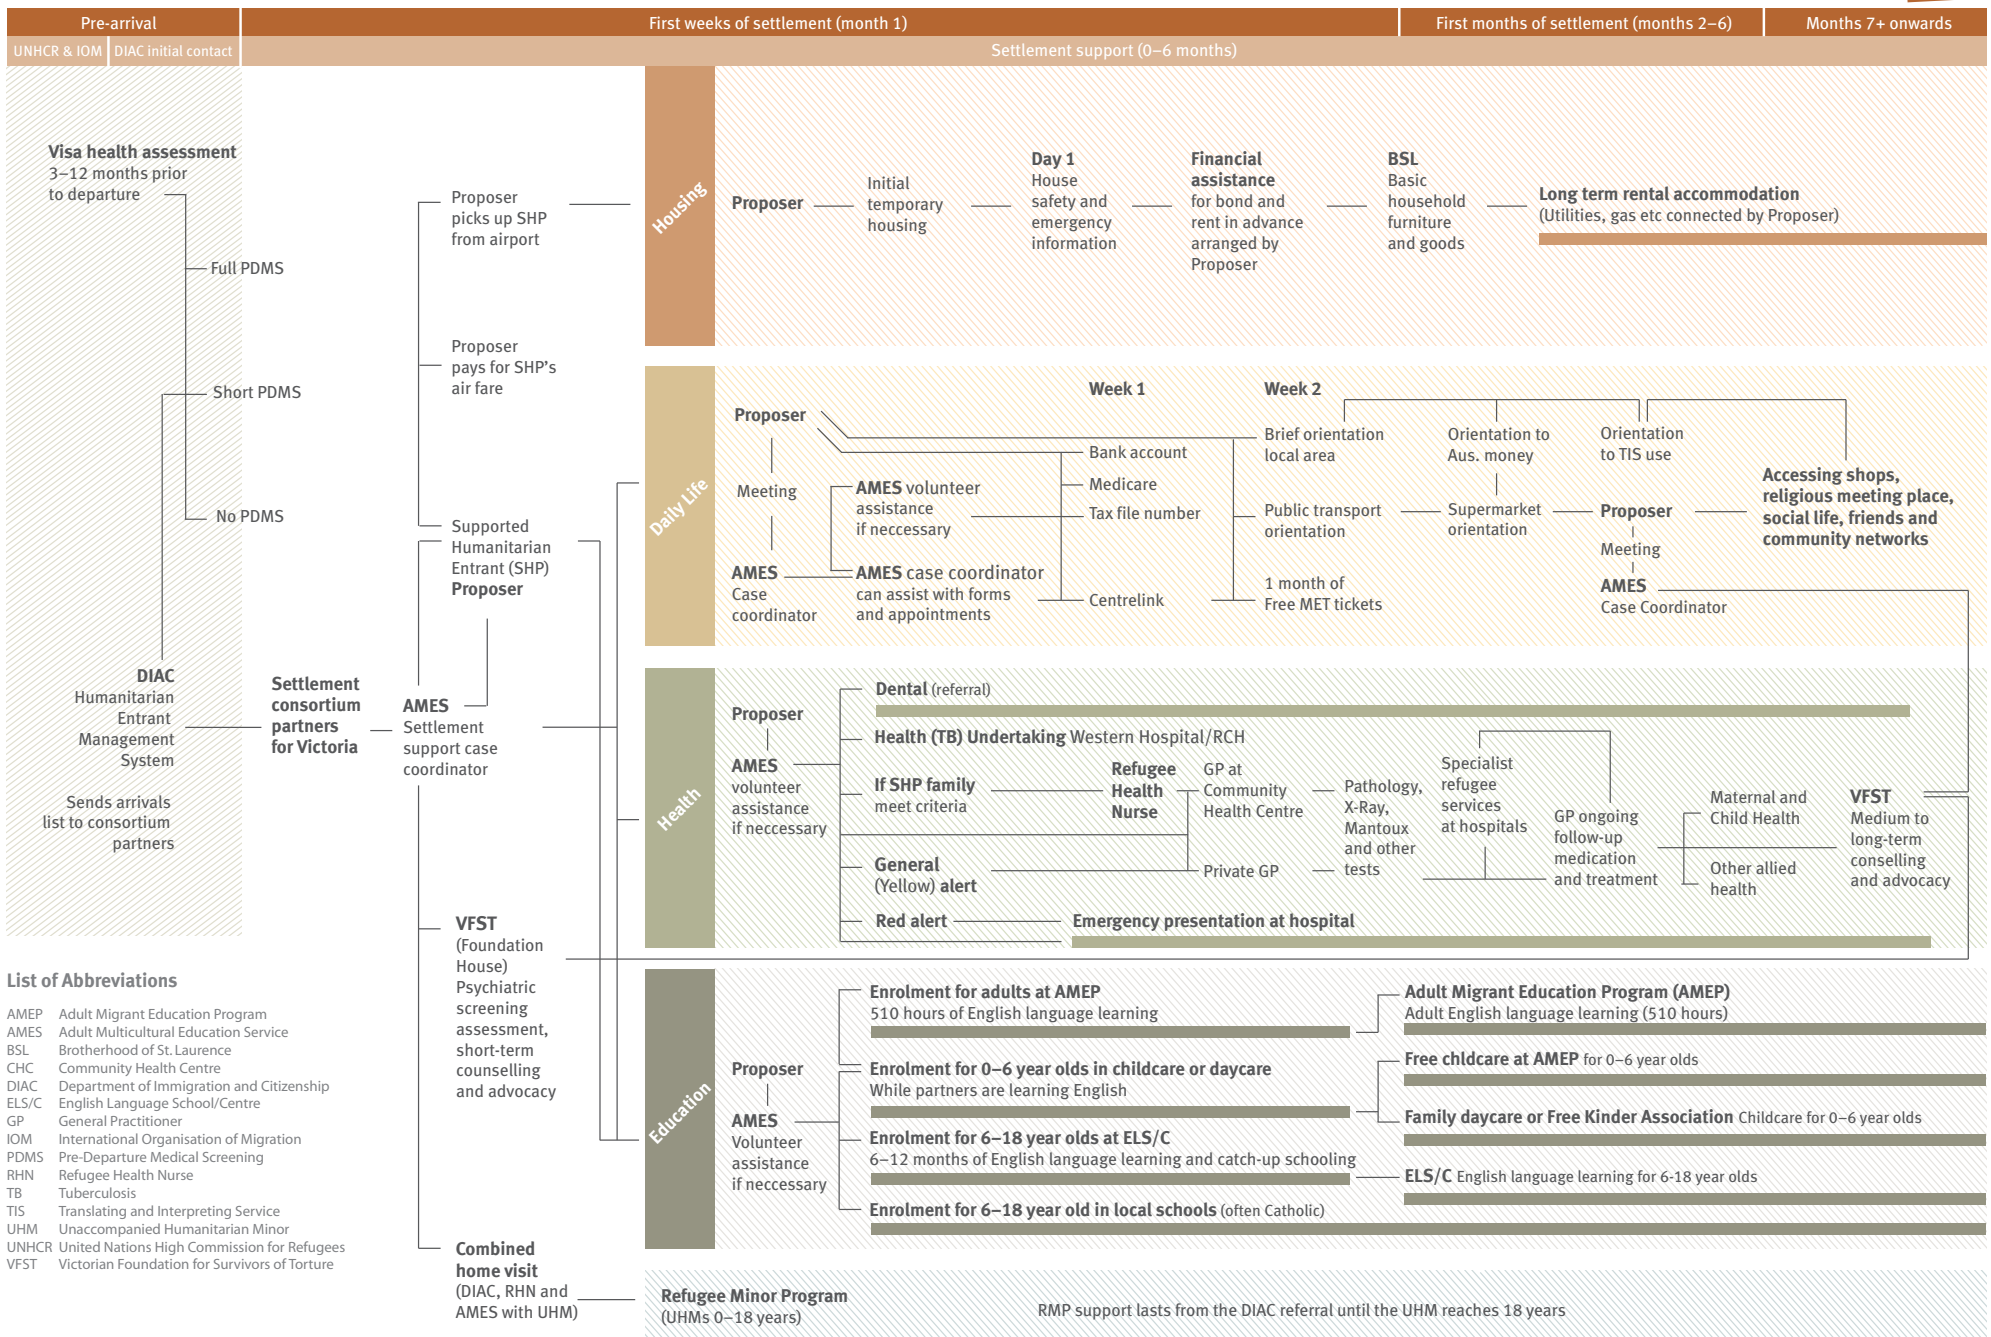 Pre-arrival
First weeks of settlement (month 1)
First months of settlement (months 2–6)
Months 7+ onwards
UNHCR & IOM
DIAC initial contact
Settlement support (0–6 months)
Visa health assessment
3–12 months prior
to departure
Full PDMS
Short PDMS
No PDMS
DIAC
Humanitarian
Entrant
Management
System
Sends arrivals
list to consortium
partners
Settlement
consortium
partners
for Victoria
AMES
Settlement
support case
coordinator
Proposer
picks up SHP
from airport
Proposer
pays for SHP's
air fare
Supported
Humanitarian
Entrant (SHP)
Proposer
VFST
(Foundation
House)
Psychiatric
screening
assessment,
short-term
counselling
and advocacy
Combined
home visit
(DIAC, RHN and
AMES with UHM)
Housing
Proposer
Initial
temporary
housing
Day 1
House
safety and
emergency
information
Financial
assistance
for bond and
rent in advance
arranged by
Proposer
BSL
Basic
household
furniture
and goods
Long term rental accommodation
(Utilities, gas etc connected by Proposer)
Daily Life
Proposer
Meeting
AMES
Case
coordinator
AMES volunteer
assistance
if neccessary
AMES case coordinator
can assist with forms
and appointments
Week 1
Bank account
Medicare
Tax file number
Centrelink
Week 2
Brief orientation
local area
Public transport
orientation
1 month of
Free MET tickets
Orientation to
Aus. money
Supermarket
orientation
Orientation
to TIS use
Proposer
Meeting
AMES
Case Coordinator
Accessing shops,
religious meeting place,
social life, friends and
community networks
Health
Proposer
AMES
volunteer
assistance
if neccessary
Dental (referral)
Health (TB) Undertaking Western Hospital/RCH
If SHP family
meet criteria
General
(Yellow) alert
Red alert
Refugee
Health
Nurse
GP at
Community
Health Centre
Private GP
Emergency presentation at hospital
Pathology,
X-Ray,
Mantoux
and other
tests
Specialist
refugee
services
at hospitals
GP ongoing
follow-up
medication
and treatment
Maternal and
Child Health
Other allied
health
VFST
Medium to
long-term
conselling
and advocacy
Education
Proposer
AMES
Volunteer
assistance
if neccessary
Enrolment for adults at AMEP
510 hours of English language learning
Enrolment for 0–6 year olds in childcare or daycare
While partners are learning English
Enrolment for 6–18 year olds at ELS/C
6–12 months of English language learning and catch-up schooling
Enrolment for 6–18 year old in local schools (often Catholic)
Adult Migrant Education Program (AMEP)
Adult English language learning (510 hours)
Free chldcare at AMEP for 0–6 year olds
Family daycare or Free Kinder Association Childcare for 0–6 year olds
ELS/C English language learning for 6-18 year olds
Refugee Minor Program
(UHMs 0–18 years)
RMP support lasts from the DIAC referral until the UHM reaches 18 years
List of Abbreviations
AMEP Adult Migrant Education Program
AMES Adult Multicultural Education Service
BSL Brotherhood of St. Laurence
CHC Community Health Centre
DIAC Department of Immigration and Citizenship
ELS/C English Language School/Centre
GP General Practitioner
IOM International Organisation of Migration
PDMS Pre-Departure Medical Screening
RHN Refugee Health Nurse
TB Tuberculosis
TIS Translating and Interpreting Service
UHM Unaccompanied Humanitarian Minor
UNHCR United Nations High Commission for Refugees
VFST Victorian Foundation for Survivors of Torture